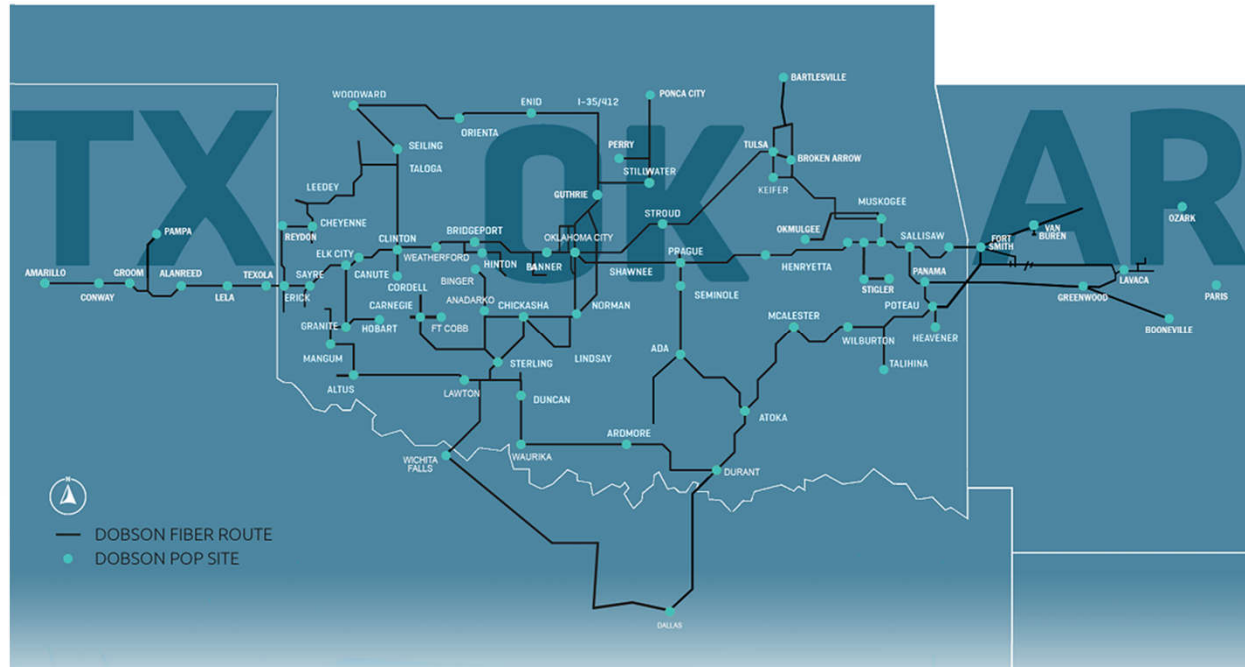 TX
OK
AR
BARTLESVILLE
WOODWARD
ENID
I-35/412
PONCA CITY
ORIENTA
SEILING
TALOGA
PERRY
STILLWATER
TULSA
BROKEN ARROW
KEIFER
LEEDEY
GUTHRIE
CHEYENNE
REYDON
PAMPA
STROUD
MUSKOGEE
OZARK
VAN
BUREN
OKMULGEE
BRIDGEPORT
OKLAHOMA CITY
CLINTON
WEATHERFORD
ELK CITY
HINTON
BANNER
PRAGUE
SHAWNEE
HENRYETTA
SALLISAW
FORT
SMITH
AMARILLO
CONWAY
GROOM
ALANREED
LELA
TEXOLA
ERICK
SAYRE
CANUTE
CORDELL
BINGER
STIGLER
PANAMA
LAVACA
GREENWOOD
PARIS
SEMINOLE
CARNEGIE
ANADARKO
CHICKASHA
NORMAN
GRANITE
HOBART
FT COBB
MCALESTER
POTEAU
BOONEVILLE
WILBURTON
HEAVENER
MANGUM
STERLING
LINDSAY
ADA
TALIHINA
ALTUS
LAWTON
DUNCAN
ATOKA
ARDMORE
WAURIKA
WICHITA
FALLS
DURANT
N
DOBSON FIBER ROUTE
DOBSON POP SITE
DALLAS